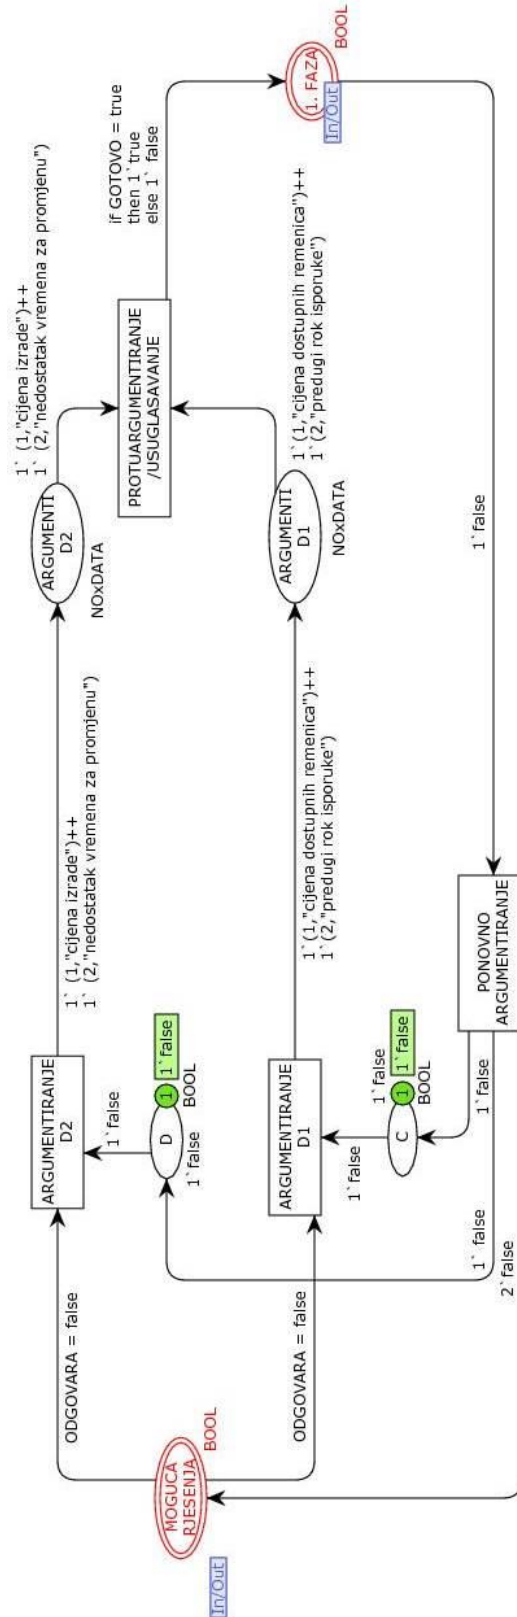 MOGUCA
RJESENJA
BOOL
In/Out
ODGOVARA = false
ODGOVARA = false
ARGUMENTIRANJE
D2
1`false
D
1
1`false
BOOL
1`false
1` (1,"cijena izrade")++
1` (2,"nedostatak vremena za promjenu")
ARGUMENTI
D2
NOxDATA
1` (1,"cijena izrade")++
1` (2,"nedostatak vremena za promjenu")
ARGUMENTIRANJE
D1
1`false
C
1
1`false
1`false
BOOL
1`(1,"cijena dostupnih remenica")++
1`(2,"predugi rok isporuke")
ARGUMENTI
D1
NOxDATA
1`(1,"cijena dostupnih remenica")++
1`(2,"predugi rok isporuke")
PROTUARGUMENTIRANJE
/USUGLASAVANJE
if GOTOVO = true
then 1`true
else 1` false
1. FAZA
BOOL
In/Out
1`false
PONOVNO
ARGUMENTIRANJE
1`false
1` false
2`false